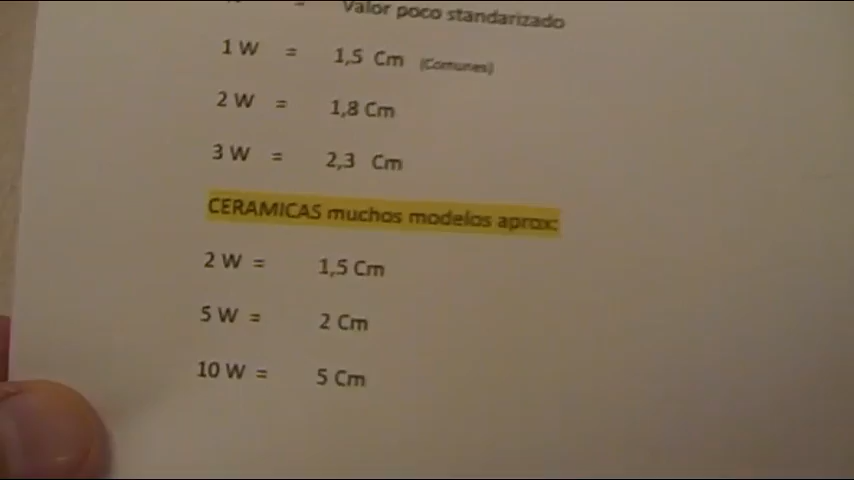 = Valor poco standarizado
1 W = 1,5 Cm (Comunes)
2 W = 1,8 Cm
3 W = 2,3 Cm
CERAMICAS muchos modelos aprox:
2 W = 1,5 Cm
5 W = 2 Cm
10 W = 5 Cm